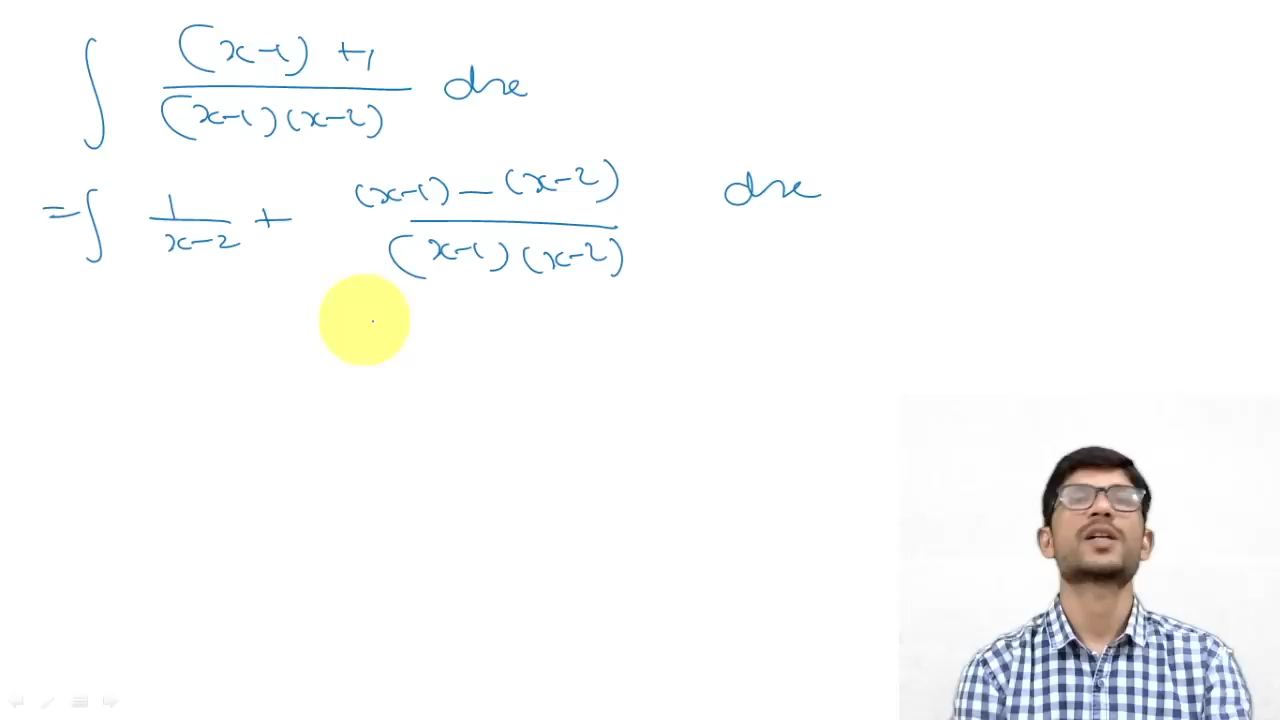 ∫ (x-1) +1 / (x-1)(x-2) dx
= ∫ 1 / x-2 + (x-1) - (x-2) / (x-1)(x-2) dx